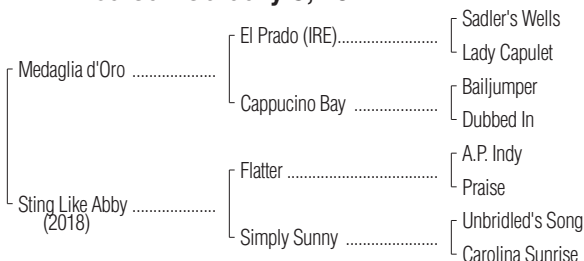 Sadler's Wells
El Prado (IRE)........................
Lady Capulet
Medaglia d'Oro ....................
Bailjumper
Cappucino Bay ....................
Dubbed In
A.P. Indy
Flatter ....................................
Praise
Sting Like Abby ....................
(2018)
Unbridled's Song
Simply Sunny ......................
Carolina Sunrise